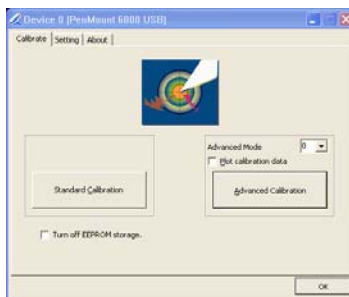 Device 0 (PenMount 6000 USB)
Calibrate Setting About
Advanced Mode 0
Plot calibration data
Standard Calibration
Advanced Calibration
Turn off EEPROM storage.
OK